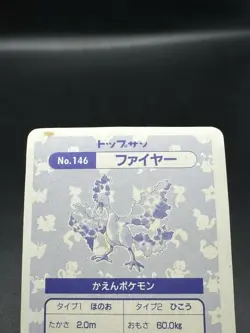 トップサン
No.146 ファイヤー
かえんポケモン
タイプ1 ほのお タイプ2 ひこう
たかさ 2.0m おもさ 60.0kg